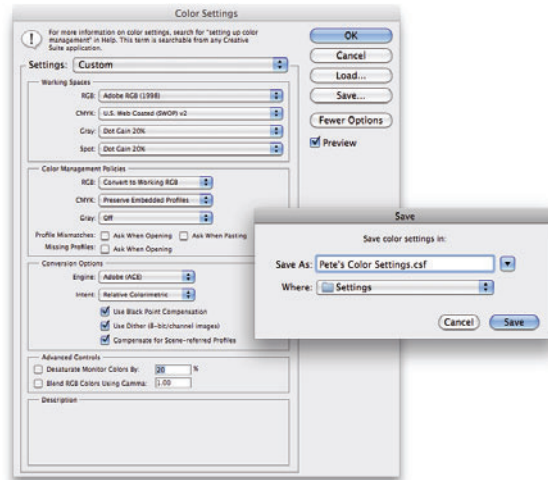 Color Settings
For more information on color settings, search for "setting up color
management" in Help. This term is searchable from any Creative
Suite application.
OK
Cancel
Load...
Save...
Fewer Options
Preview
Settings: Custom
Working Spaces
RGB: Adobe RGB (1998)
CMYK: U.S. Web Coated (SWOP) v2
Gray: Dot Gain 20%
Spot: Dot Gain 20%
Color Management Policies
RGB: Convert to Working RGB
CMYK: Preserve Embedded Profiles
Gray: Off
Profile Mismatches: Ask When Opening Ask When Pasting
Missing Profiles: Ask When Opening
Conversion Options
Engine: Adobe (ACE)
Intent: Relative Colorimetric
Use Black Point Compensation
Use Dither (8-bit/channel images)
Compensate for Scene-referred Profiles
Advanced Controls
Desaturate Monitor Colors By: 20 %
Blend RGB Colors Using Gamma: 1.00
Description
Save
Save color settings in:
Save As: Pete's Color Settings.csf
Where: Settings
Cancel
Save